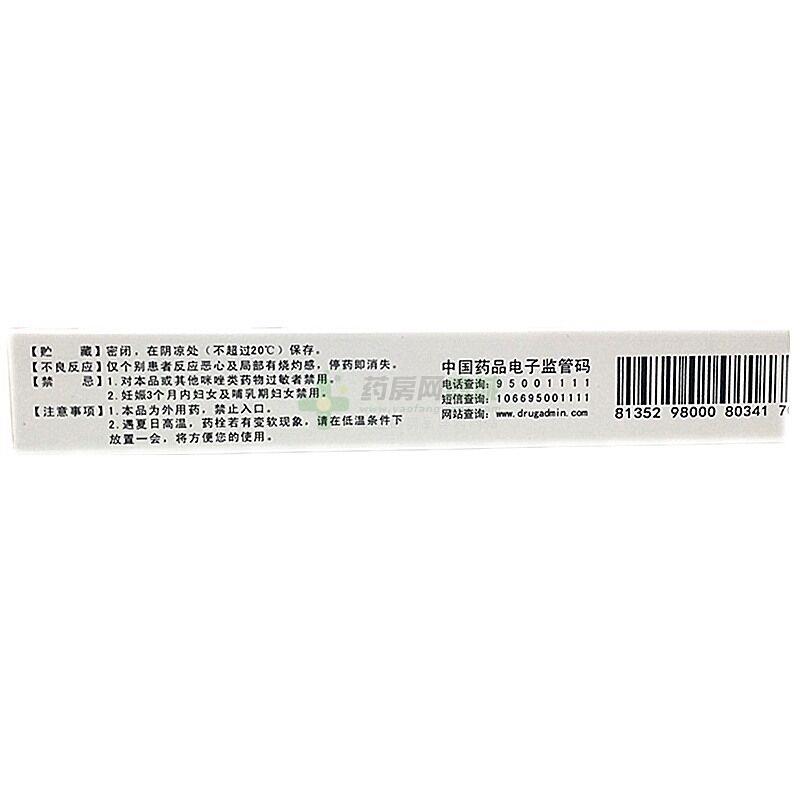 【贮　　藏】密闭，在阴凉处（不超过20℃）保存。
【不良反应】仅个别患者反应恶心及局部有烧灼感，停药即消失。
【禁　　忌】1.对本品或其他咪唑类药物过敏者禁用。
2.妊娠3个月内妇女及哺乳期妇女禁用。
【注意事项】1.本品为外用药，禁止入口。
2.遇夏日高温，药栓若有变软现象，请在低温条件下
放置一会，将方便您的使用。
中国药品电子监管码
电话查询：95001111
短信查询：106695001111
网站查询：www.drugadmin.com
81352 98000 80341 7
药房网
www.yaofang